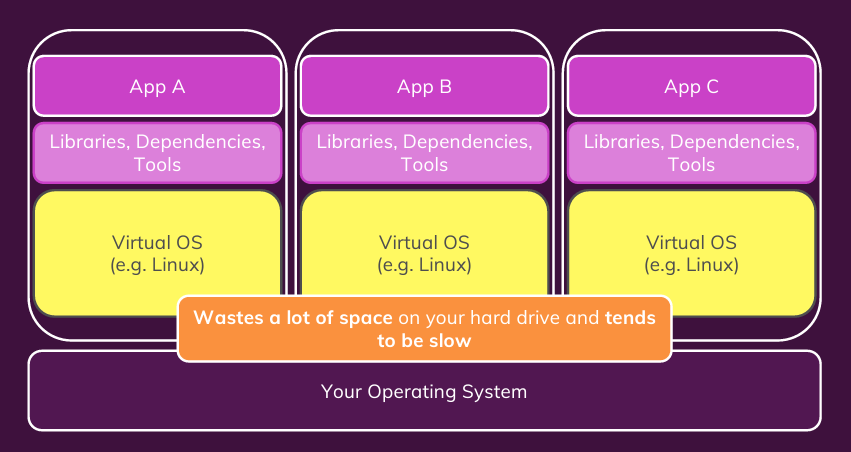 App A
App B
App C
Libraries, Dependencies,
Tools
Libraries, Dependencies,
Tools
Libraries, Dependencies,
Tools
Virtual OS
(e.g. Linux)
Virtual OS
(e.g. Linux)
Virtual OS
(e.g. Linux)
Wastes a lot of space on your hard drive and tends
to be slow
Your Operating System